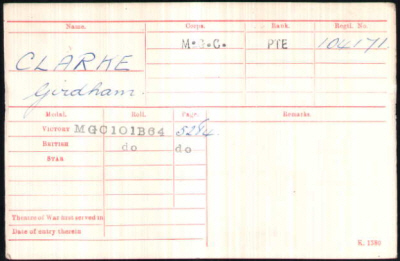 Name. Corps. Rank. Regtl. No.
M.G.C. PTE 104171.
CLARKE
Girdham.
Medal. Roll. Page. Remarks.
VICTORY MGC101B64 5284.
BRITISH do do
STAR
Theatre of War first served in
Date of entry therein
K. 1380